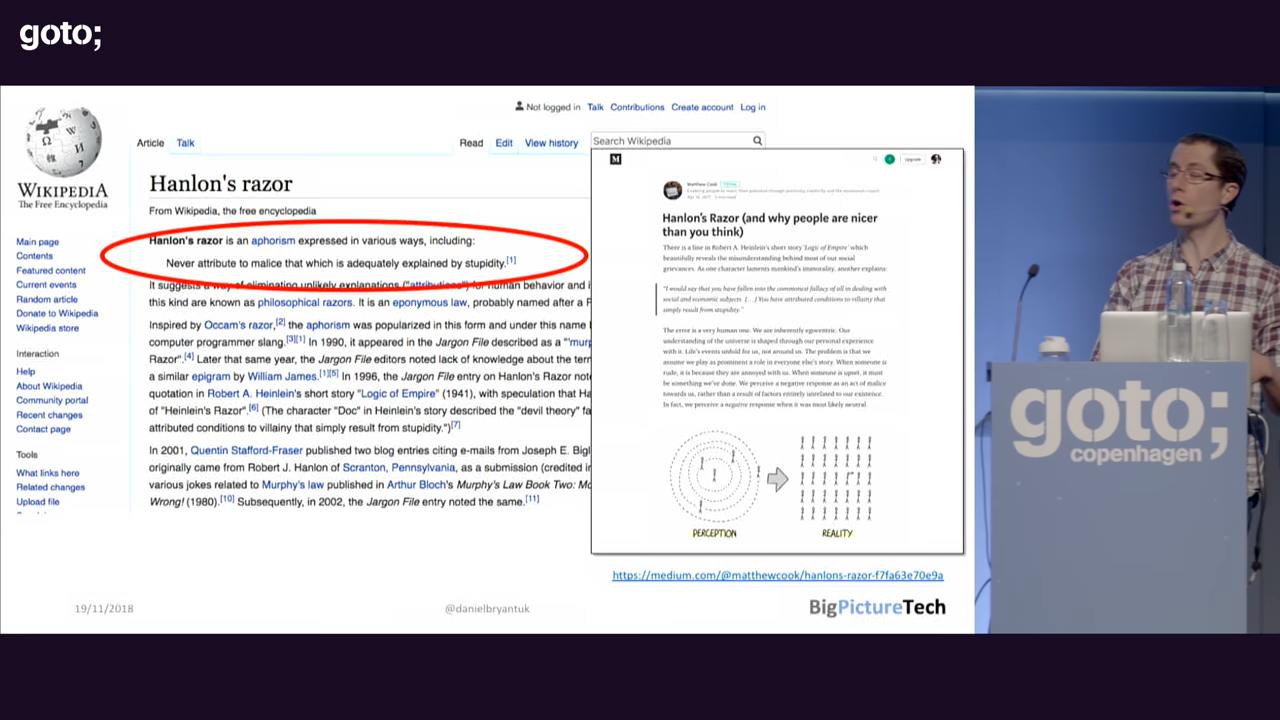 goto;
Not logged in Talk Contributions Create account Log in
Article Talk Read Edit View history Search Wikipedia
WIKIPEDIA
The Free Encyclopedia
Hanlon's razor
From Wikipedia, the free encyclopedia
Hanlon's razor is an aphorism expressed in various ways, including:
Never attribute to malice that which is adequately explained by stupidity.[1]
It suggests a way of eliminating unlikely explanations ("attributions") for human behavior and i
this kind are known as philosophical razors. It is an eponymous law, probably named after a
Inspired by Occam's razor,[2] the aphorism was popularized in this form and under this name
computer programmer slang.[3][1] In 1990, it appeared in the Jargon File described as a "'mur
Razor".[4] Later that same year, the Jargon File editors noted lack of knowledge about the ter
a similar epigram by William James.[1][5] In 1996, the Jargon File entry on Hanlon's Razor not
quotation in Robert A. Heinlein's short story "Logic of Empire" (1941), with speculation that Ha
of "Heinlein's Razor".[6] (The character "Doc" in Heinlein's story described the "devil theory" fa
attributed conditions to villainy that simply result from stupidity.")[7]
In 2001, Quentin Stafford-Fraser published two blog entries citing e-mails from Joseph E. Bigl
originally came from Robert J. Hanlon of Scranton, Pennsylvania, as a submission (credited in
various jokes related to Murphy's law published in Arthur Bloch's Murphy's Law Book Two: Mo
Wrong! (1980).[10] Subsequently, in 2002, the Jargon File entry noted the same.[11]
Main page
Contents
Featured content
Current events
Random article
Donate to Wikipedia
Wikipedia store
Interaction
Help
About Wikipedia
Community portal
Recent changes
Contact page
Tools
What links here
Related changes
Upload file
M
Upgrade
Matthew Cook
Hanlon's Razor (and why people are nicer
than you think)
There is a line in Robert A. Heinlein's short story 'Logic of Empire' which
beautifully reveals the misunderstanding behind most of our social
grievances. As one character laments mankind's immorality, another explains:
"I would say that you have fallen into the commonest fallacy of all in dealing with
social and economic subjects [...] You have attributed conditions to villainy that
simply result from stupidity."
The error is a very human one. We are inherently egocentric. Our
understanding of the universe is shaped through our personal experience
with it. Life's events unfold for us, not around us. The problem is that we
assume we play as prominent a role in everyone else's story. When someone is
rude, it is because they are annoyed with us. When someone is upset, it must
be something we've done. We perceive a negative response as an act of malice
towards us, rather than a result of factors entirely unrelated to our existence.
In fact, we perceive a negative response when it was most likely neutral.
PERCEPTION
REALITY
https://medium.com/@matthewcook/hanlons-razor-f7fa63e70e9a
19/11/2018
@danielbryantuk
BigPictureTech
goto;
copenhagen